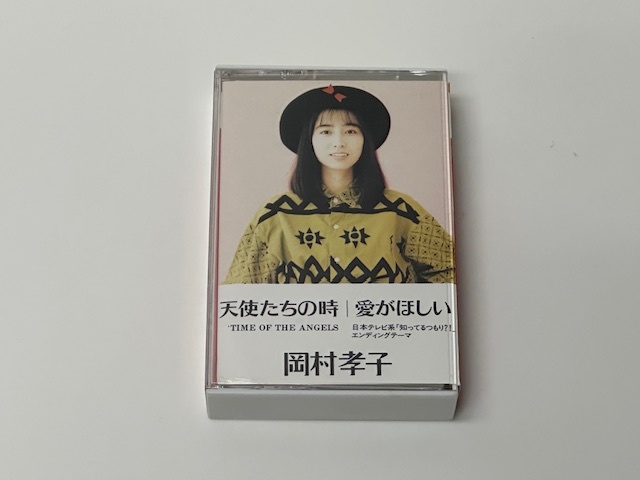 天使たちの時｜愛がほしい
'TIME OF THE ANGELS
日本テレビ系「知ってるつもり?!」
エンディングテーマ
岡村孝子